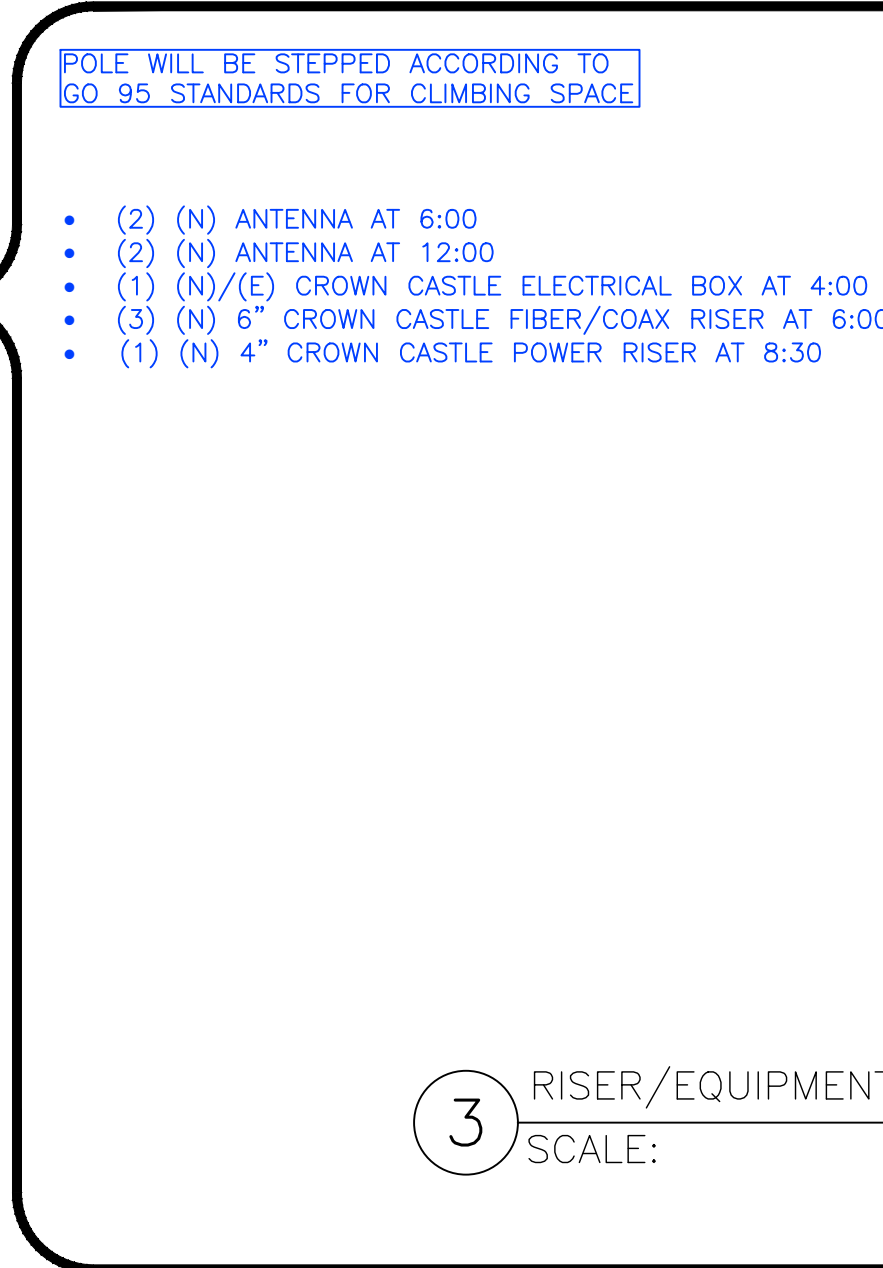 POLE WILL BE STEPPED ACCORDING TO
GO 95 STANDARDS FOR CLIMBING SPACE
• (2) (N) ANTENNA AT 6:00
• (2) (N) ANTENNA AT 12:00
• (1) (N)/(E) CROWN CASTLE ELECTRICAL BOX AT 4:00
• (3) (N) 6" CROWN CASTLE FIBER/COAX RISER AT 6:00
• (1) (N) 4" CROWN CASTLE POWER RISER AT 8:30
3
RISER/EQUIPMENT
SCALE: